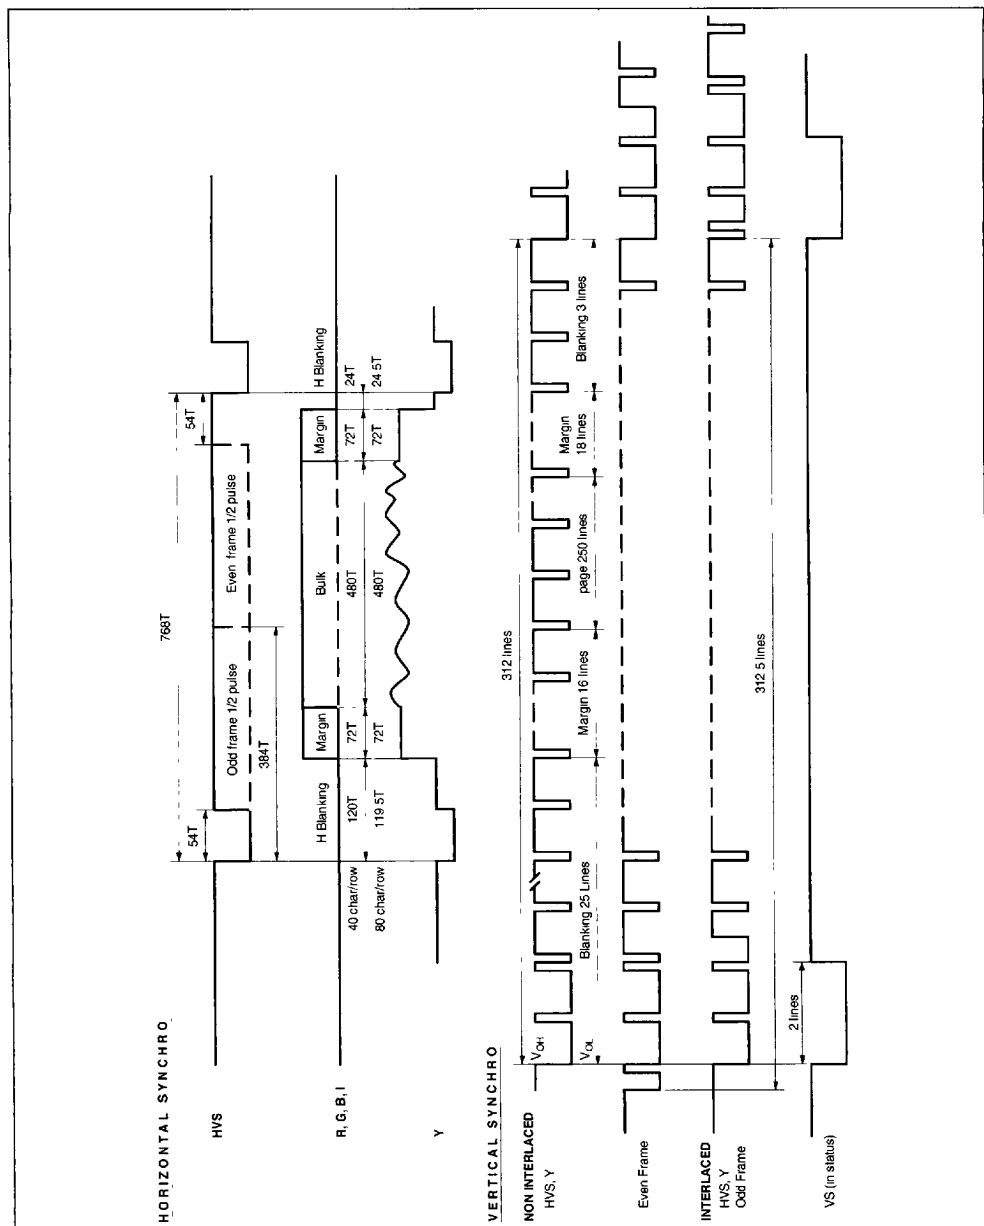 HORIZONTAL SYNCHRO
HVS
768T
54T
54T
Odd frame 1/2 pulse
Even frame 1/2 pulse
384T
R, G, B, I
H Blanking
Margin
Bulk
Margin
H Blanking
40 char/row
120T
72T
480T
72T
24T
80 char/row
119 5T
72T
480T
72T
24 5T
Y
VERTICAL SYNCHRO
NON INTERLACED
HVS, Y
312 lines
VOH
VOL
Blanking 25 Lines
Margin 16 lines
page 250 lines
Margin
18 lines
Blanking 3 lines
Even Frame
INTERLACED
HVS, Y
Odd Frame
312 5 lines
2 lines
VS (in status)